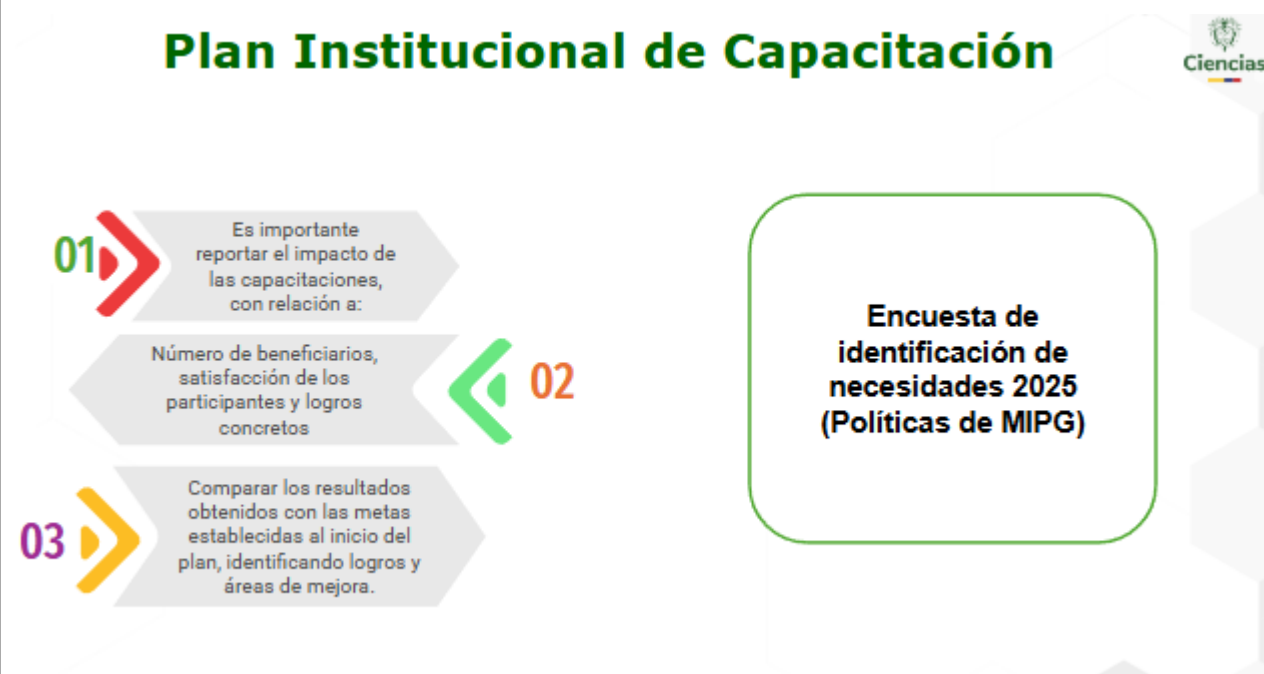 Plan Institucional de Capacitación
Ciencias
01
Es importante
reportar el impacto de
las capacitaciones,
con relación a:
Número de beneficiarios,
satisfacción de los
participantes y logros
concretos
02
03
Comparar los resultados
obtenidos con las metas
establecidas al inicio del
plan, identificando logros y
áreas de mejora.
Encuesta de
identificación de
necesidades 2025
(Políticas de MIPG)